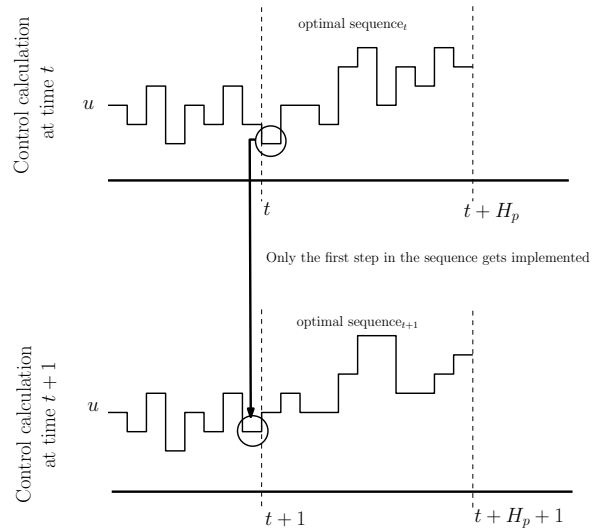 optimal sequence_t
Control calculation
at time t
u
t
t + H_p
Only the first step in the sequence gets implemented
optimal sequence_{t+1}
Control calculation
at time t + 1
u
t + 1
t + H_p + 1